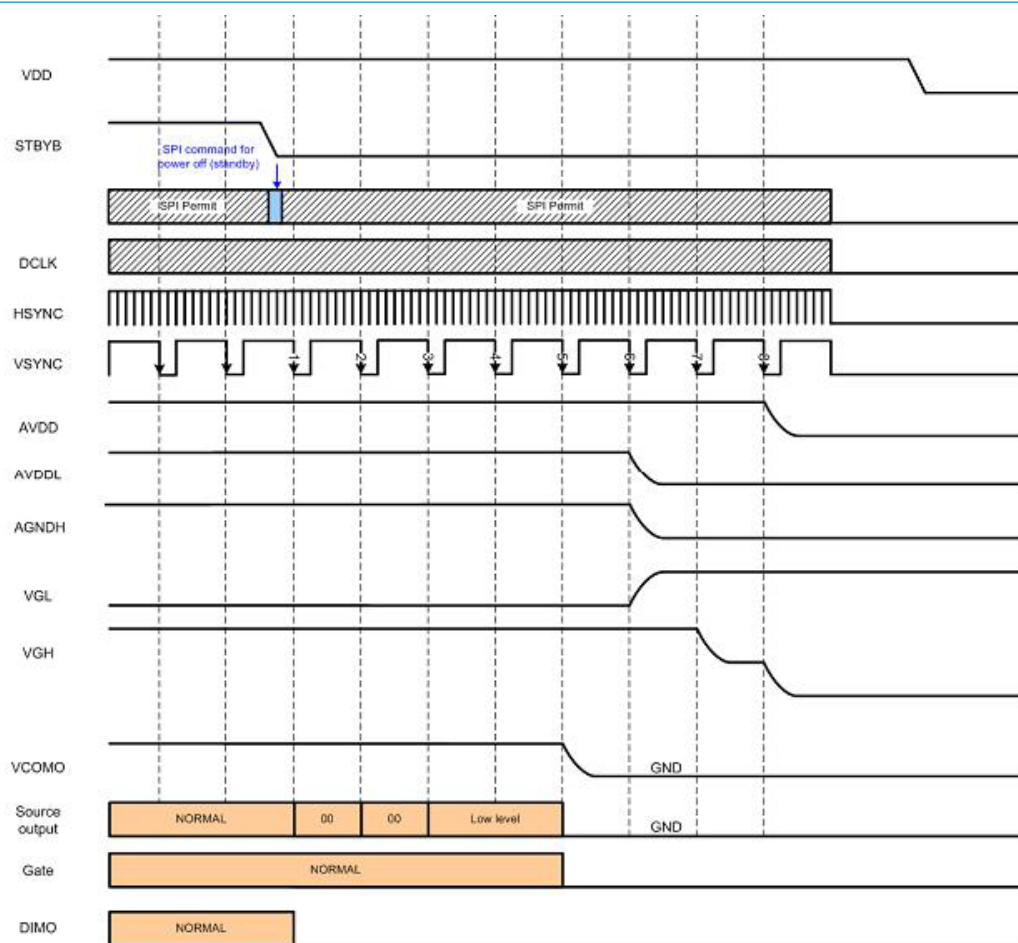 VDD
STBYB
SPI command for
power off (standby)
SPI Permit
SPI Permit
DCLK
HSYNC
VSYNC
1 2 3 4 5 6 7 8
AVDD
AVDDL
AGNDH
VGL
VGH
VCOMO
GND
Source
output
NORMAL
00
00
Low level
GND
Gate
NORMAL
DIMO
NORMAL